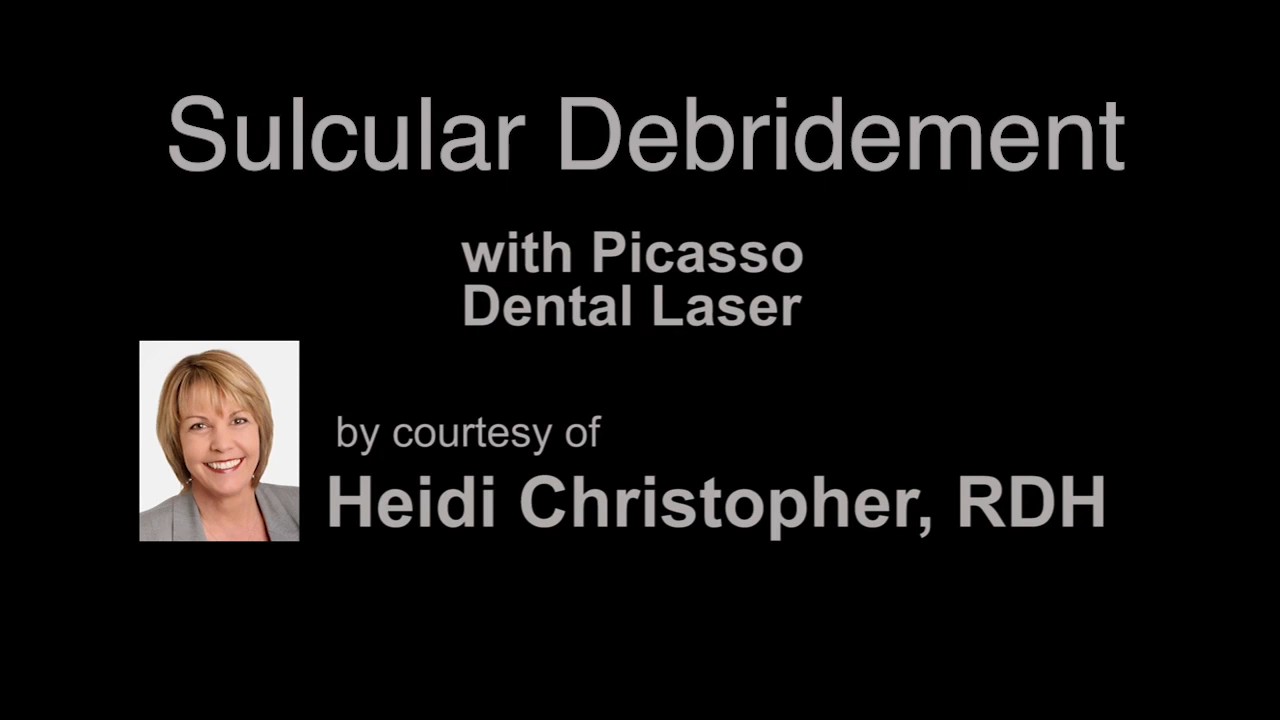 Sulcular Debridement
with Picasso
Dental Laser
by courtesy of
Heidi Christopher, RDH